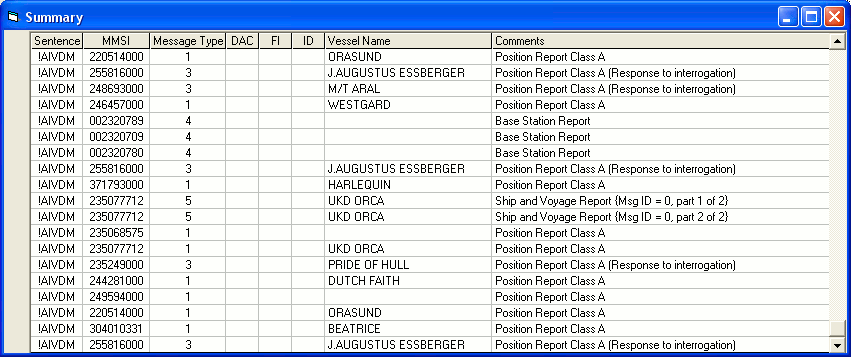 Summary
Sentence MMSI Message Type DAC FI ID Vessel Name Comments
!AIVDM 220514000 1 ORASUND Position Report Class A
!AIVDM 255816000 3 J.AUGUSTUS ESSBERGER Position Report Class A (Response to interrogation)
!AIVDM 248693000 3 M/T ARAL Position Report Class A (Response to interrogation)
!AIVDM 246457000 1 WESTGARD Position Report Class A
!AIVDM 002320789 4 Base Station Report
!AIVDM 002320709 4 Base Station Report
!AIVDM 002320780 4 Base Station Report
!AIVDM 255816000 3 J.AUGUSTUS ESSBERGER Position Report Class A (Response to interrogation)
!AIVDM 371793000 1 HARLEQUIN Position Report Class A
!AIVDM 235077712 5 UKD ORCA Ship and Voyage Report {Msg ID = 0, part 1 of 2}
!AIVDM 235077712 5 UKD ORCA Ship and Voyage Report {Msg ID = 0, part 2 of 2}
!AIVDM 235068575 1 Position Report Class A
!AIVDM 235077712 1 UKD ORCA Position Report Class A
!AIVDM 235249000 3 PRIDE OF HULL Position Report Class A (Response to interrogation)
!AIVDM 244281000 1 DUTCH FAITH Position Report Class A
!AIVDM 249594000 1 Position Report Class A
!AIVDM 220514000 1 ORASUND Position Report Class A
!AIVDM 304010331 1 BEATRICE Position Report Class A
!AIVDM 255816000 3 J.AUGUSTUS ESSBERGER Position Report Class A (Response to interrogation)